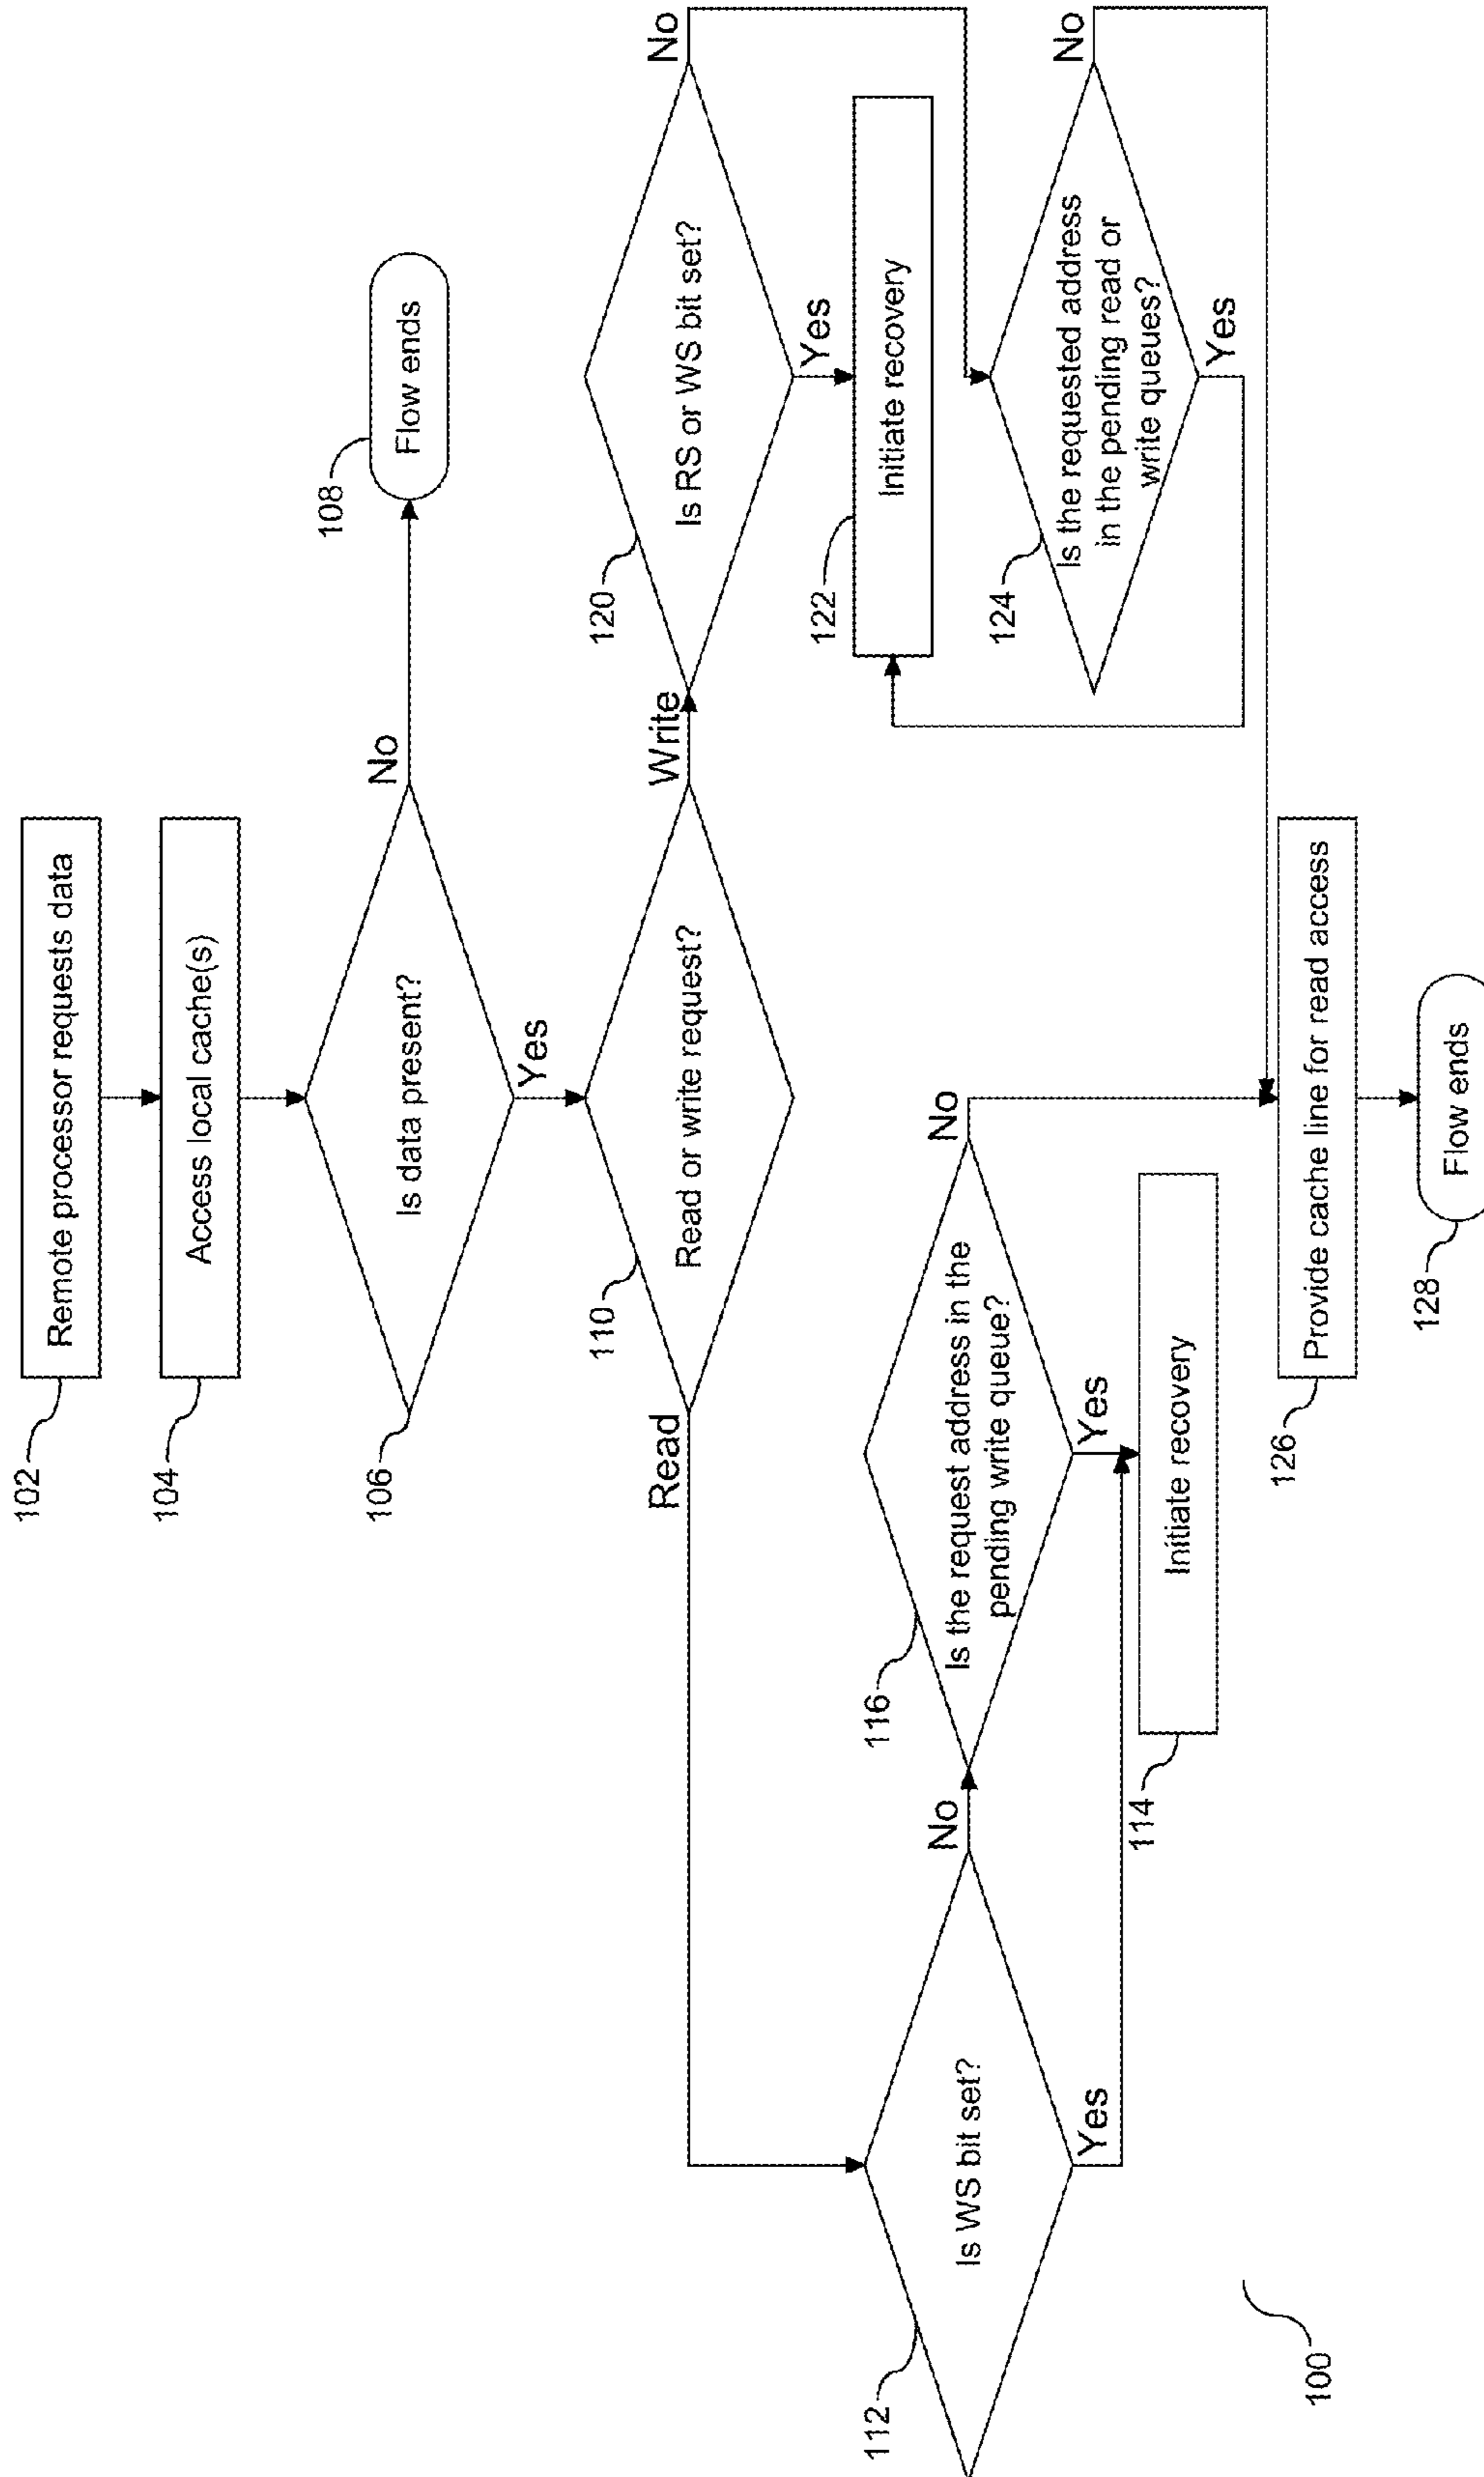 102
Remote processor requests data
104
Access local cache(s)
106
Is data present?
No
108
Flow ends
Yes
110
Read or write request?
Read
Write
120
Is RS or WS bit set?
No
Yes
122
Initiate recovery
124
Is the requested address
in the pending read or
write queues?
No
Yes
112
Is WS bit set?
No
Yes
116
Is the request address in the
pending write queue?
No
Yes
114
Initiate recovery
126
Provide cache line for read access
128
Flow ends
100